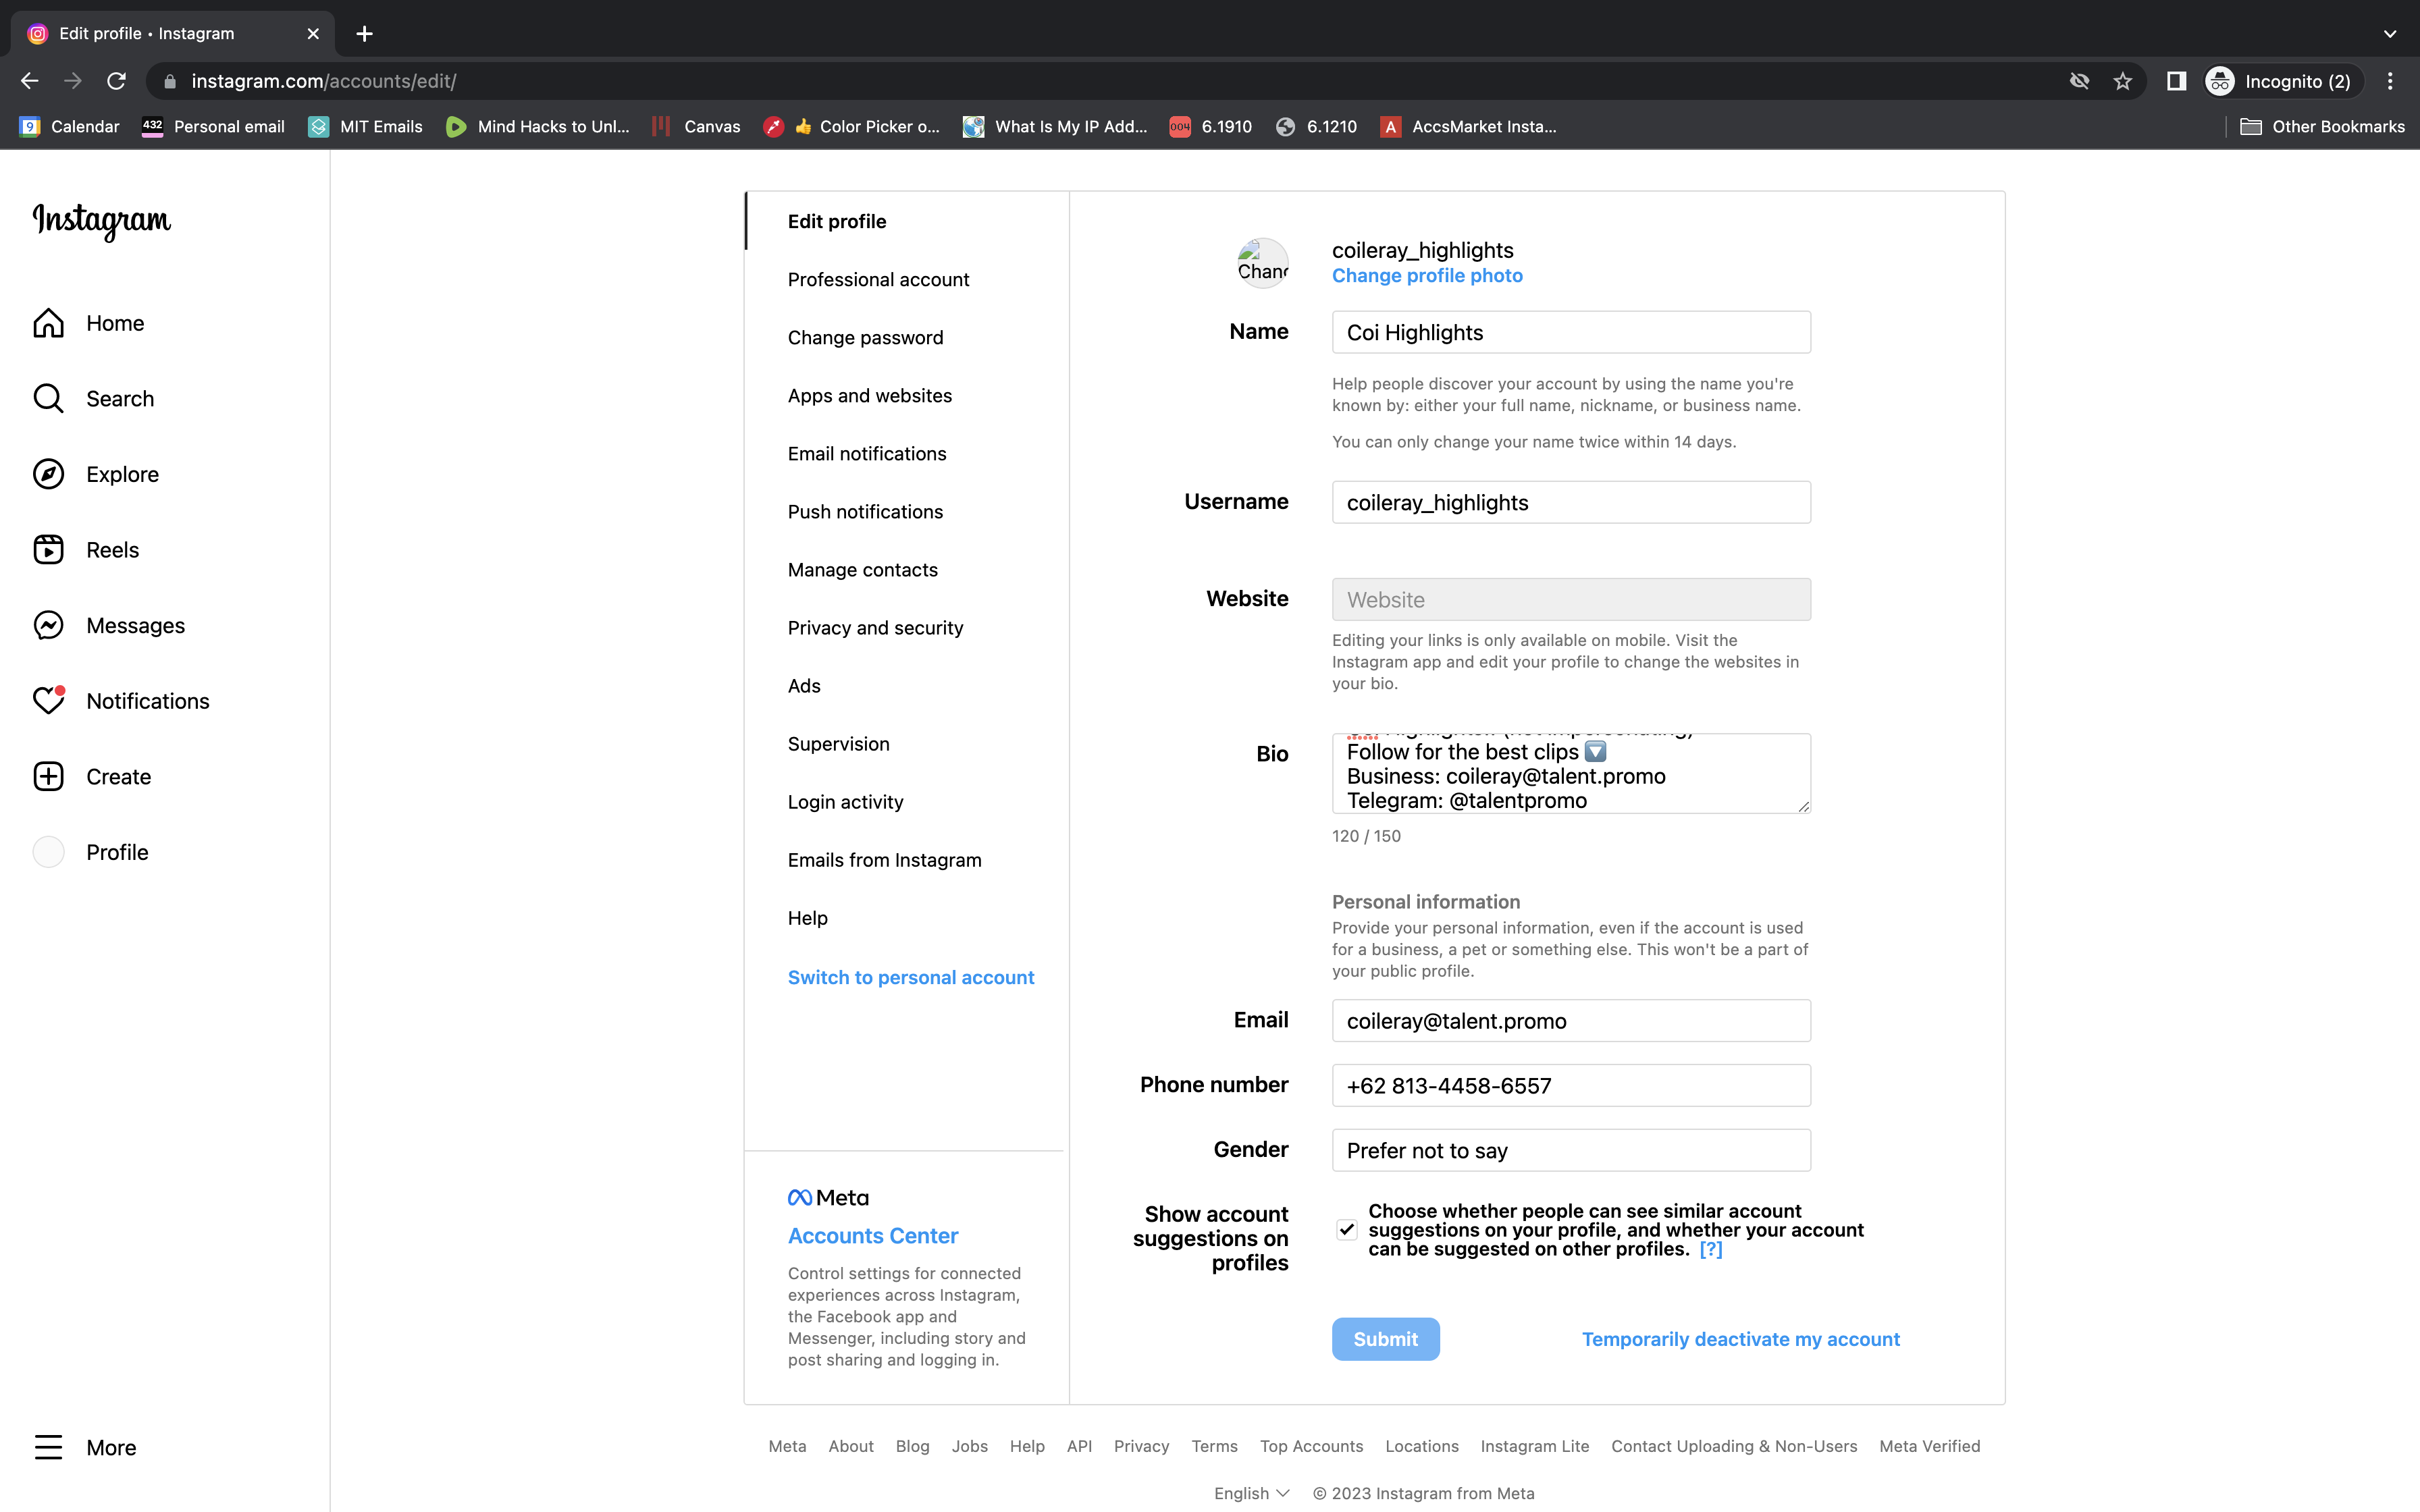 Edit profile • Instagram
instagram.com/accounts/edit/
Incognito (2)
9 Calendar
432 Personal email
MIT Emails
Mind Hacks to Unl...
Canvas
👍 Color Picker o...
What Is My IP Add...
004 6.1910
6.1210
A AccsMarket Insta...
Other Bookmarks
Instagram
Home
Search
Explore
Reels
Messages
Notifications
Create
Profile
More
Edit profile
Professional account
Change password
Apps and websites
Email notifications
Push notifications
Manage contacts
Privacy and security
Ads
Supervision
Login activity
Emails from Instagram
Help
Switch to personal account
Meta
Accounts Center
Control settings for connected
experiences across Instagram,
the Facebook app and
Messenger, including story and
post sharing and logging in.
Chang
coileray_highlights
Change profile photo
Name
Coi Highlights
Help people discover your account by using the name you're
known by: either your full name, nickname, or business name.
You can only change your name twice within 14 days.
Username
coileray_highlights
Website
Website
Editing your links is only available on mobile. Visit the
Instagram app and edit your profile to change the websites in
your bio.
Bio
Follow for the best clips 🔽
Business: coileray@talent.promo
Telegram: @talentpromo
120 / 150
Personal information
Provide your personal information, even if the account is used
for a business, a pet or something else. This won't be a part of
your public profile.
Email
coileray@talent.promo
Phone number
+62 813-4458-6557
Gender
Prefer not to say
Show account
suggestions on
profiles
Choose whether people can see similar account
suggestions on your profile, and whether your account
can be suggested on other profiles. [?]
Submit
Temporarily deactivate my account
Meta About Blog Jobs Help API Privacy Terms Top Accounts Locations Instagram Lite Contact Uploading & Non-Users Meta Verified
English
© 2023 Instagram from Meta